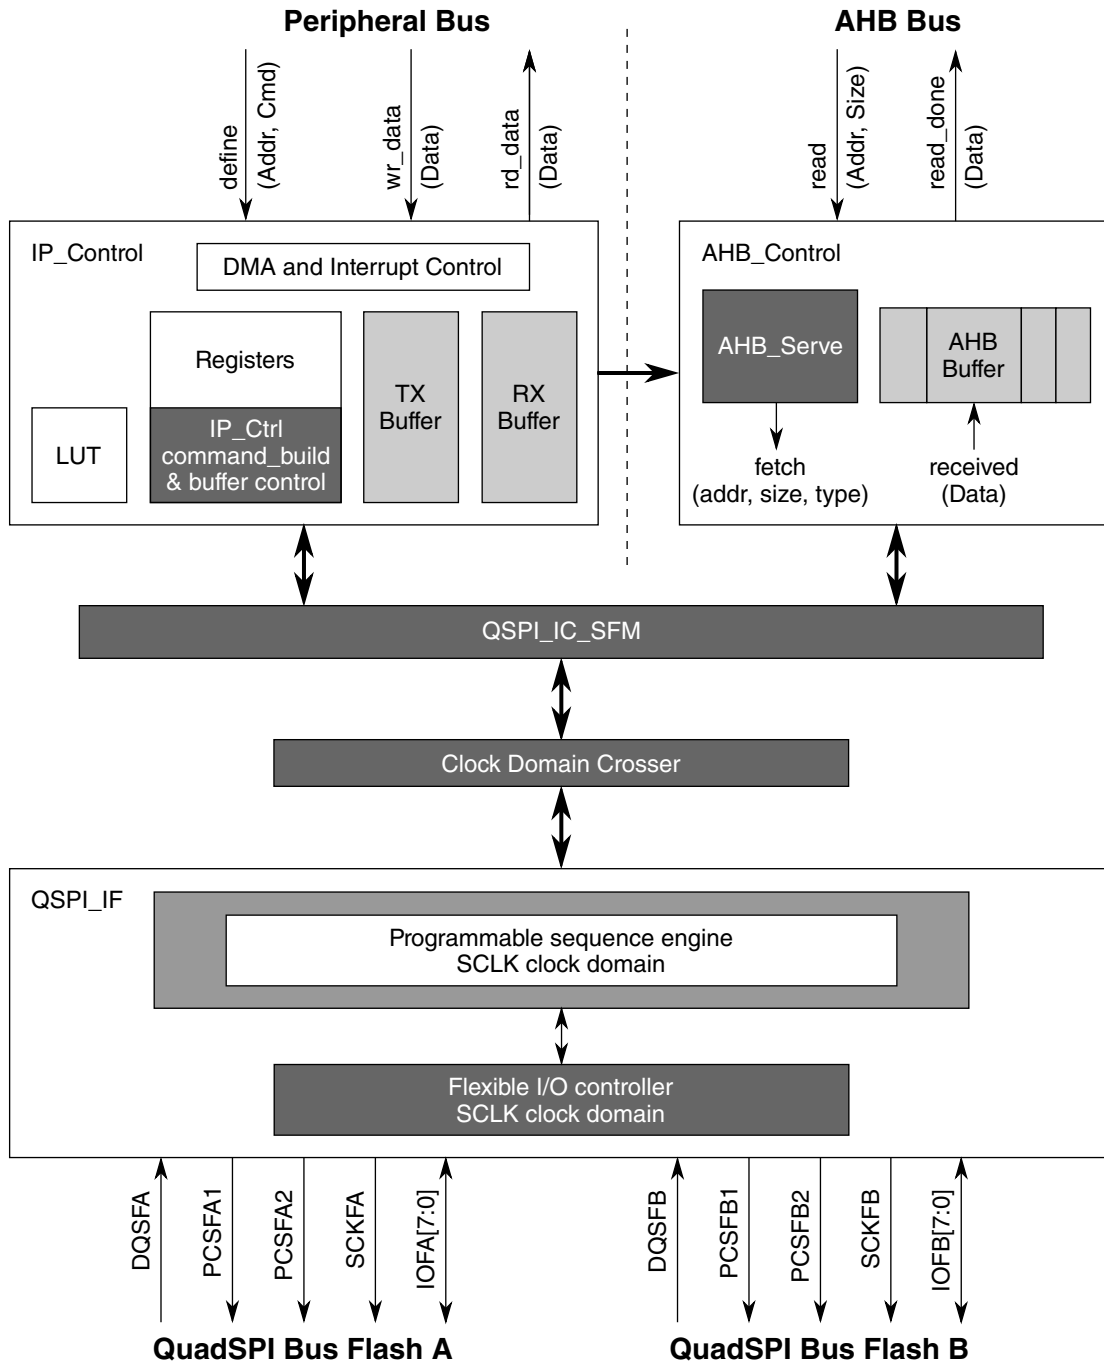 Peripheral Bus
AHB Bus
define
(Addr, Cmd)
wr_data
(Data)
rd_data
(Data)
read
(Addr, Size)
read_done
(Data)
IP_Control
DMA and Interrupt Control
Registers
LUT
IP_Ctrl
command_build
& buffer control
TX
Buffer
RX
Buffer
AHB_Control
AHB_Serve
AHB
Buffer
fetch
(addr, size, type)
received
(Data)
QSPI_IC_SFM
Clock Domain Crosser
QSPI_IF
Programmable sequence engine
SCLK clock domain
Flexible I/O controller
SCLK clock domain
DQSFA
PCSFA1
PCSFA2
SCKFA
IOFA[7:0]
DQSFB
PCSFB1
PCSFB2
SCKFB
IOFB[7:0]
QuadSPI Bus Flash A
QuadSPI Bus Flash B